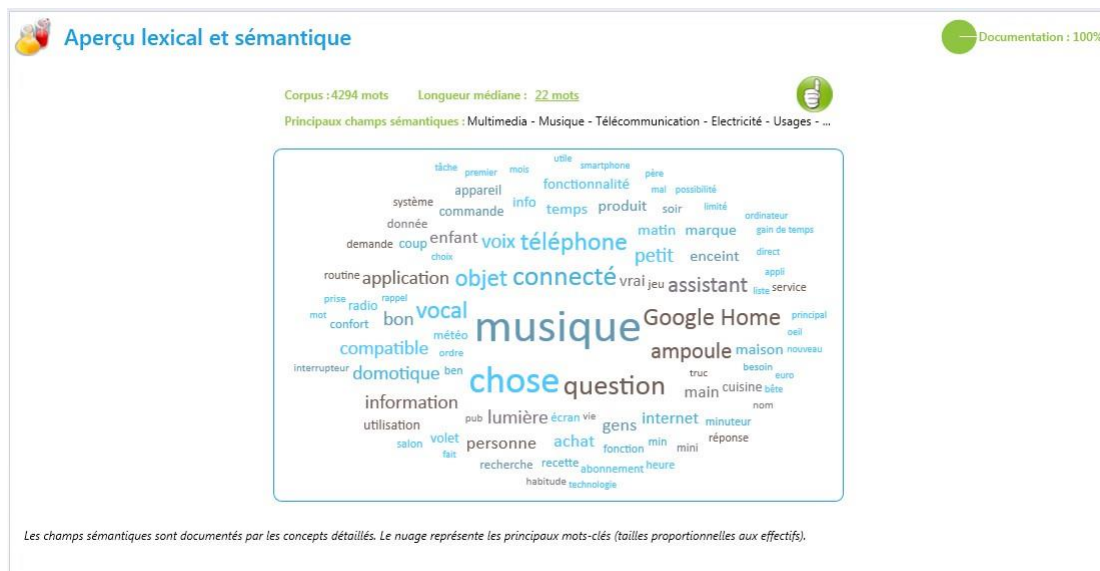 Aperçu lexical et sémantique
Documentation : 100%
Corpus : 4294 mots Longueur médiane : 22 mots
Principaux champs sémantiques : Multimedia - Musique - Télécommunication - Electricité - Usages - ...
utile
tâche premier mois smartphone père
appareil fonctionnalité mal possibilité
système commande info temps produit soir limité
donnée ordinateur
demande coup enfant voix téléphone matin marque gain de temps
choix petit enceint direct
routine application objet connecté vrai jeu assistant appli
liste service
prise radio rappel
mot confort bon vocal musique Google Home principal
oeil
météo
compatible ordre ampoule maison nouveau
interrupteur domotique ben chose question truc besoin euro
main cuisine bête
information nom
utilisation pub lumière écran vie gens internet minuteur
salon volet personne achat fonction min mini réponse
fait
recherche recette abonnement heure
habitude technologie
Les champs sémantiques sont documentés par les concepts détaillés. Le nuage représente les principaux mots-clés (tailles proportionnelles aux effectifs).